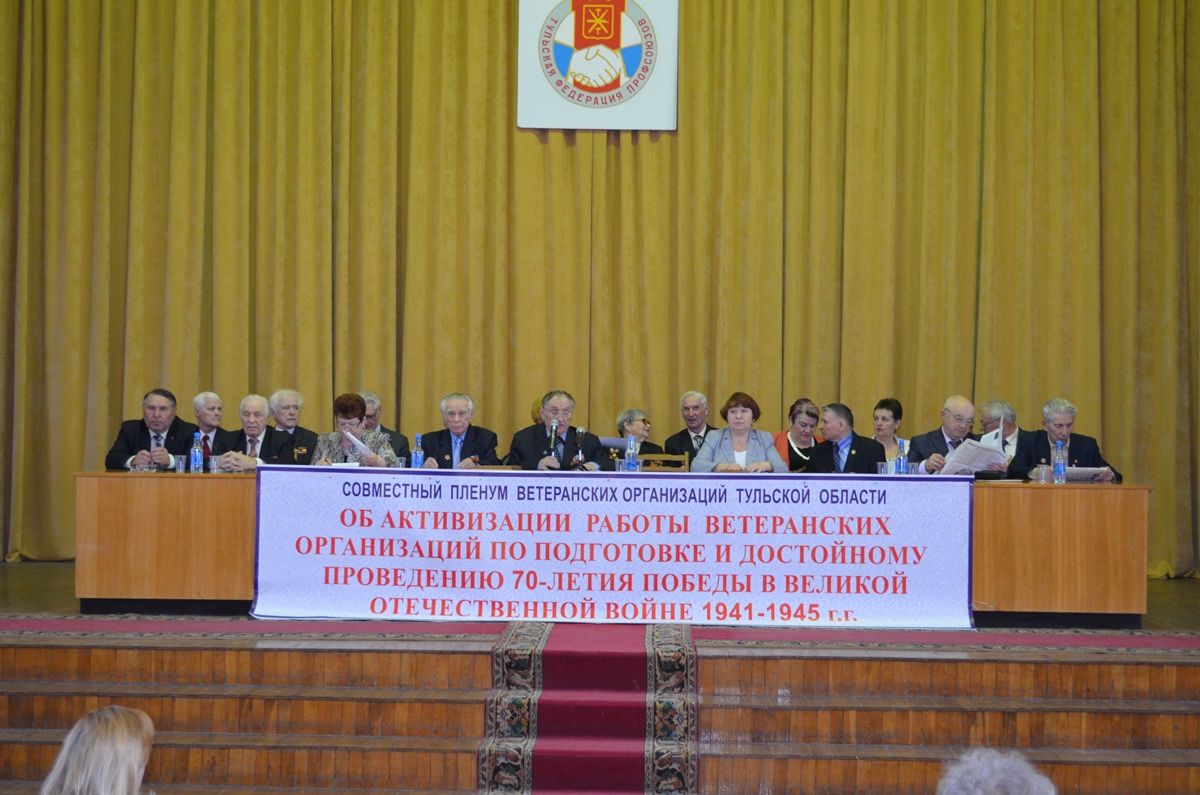 ТУЛЬСКАЯ ФЕДЕРАЦИЯ ПРОФСОЮЗОВ
СОВМЕСТНЫЙ ПЛЕНУМ ВЕТЕРАНСКИХ ОРГАНИЗАЦИЙ ТУЛЬСКОЙ ОБЛАСТИ
ОБ АКТИВИЗАЦИИ РАБОТЫ ВЕТЕРАНСКИХ
ОРГАНИЗАЦИЙ ПО ПОДГОТОВКЕ И ДОСТОЙНОМУ
ПРОВЕДЕНИЮ 70-ЛЕТИЯ ПОБЕДЫ В ВЕЛИКОЙ
ОТЕЧЕСТВЕННОЙ ВОЙНЕ 1941-1945 г.г.